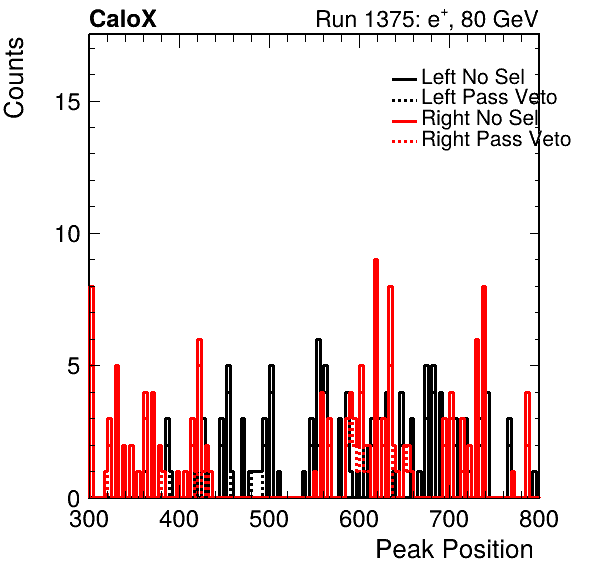 CaloX Run 1375: e+, 80 GeV
Counts
Left No Sel
Left Pass Veto
Right No Sel
Right Pass Veto
15
10
5
0
300 400 500 600 700 800
Peak Position